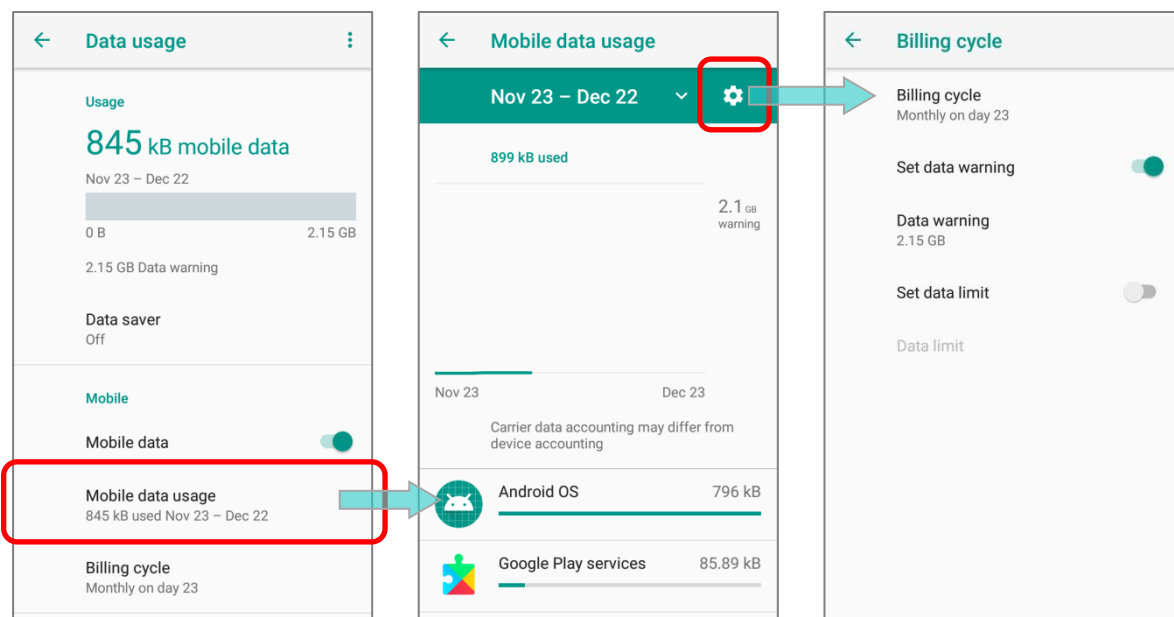 Data usage
Usage
845 kB mobile data
Nov 23 – Dec 22
0 B 2.15 GB
2.15 GB Data warning
Data saver
Off
Mobile
Mobile data
Mobile data usage
845 kB used Nov 23 – Dec 22
Billing cycle
Monthly on day 23
Mobile data usage
Nov 23 – Dec 22
899 kB used
2.1 GB
warning
Nov 23 Dec 23
Carrier data accounting may differ from
device accounting
Android OS 796 kB
Google Play services 85.89 kB
Billing cycle
Billing cycle
Monthly on day 23
Set data warning
Data warning
2.15 GB
Set data limit
Data limit